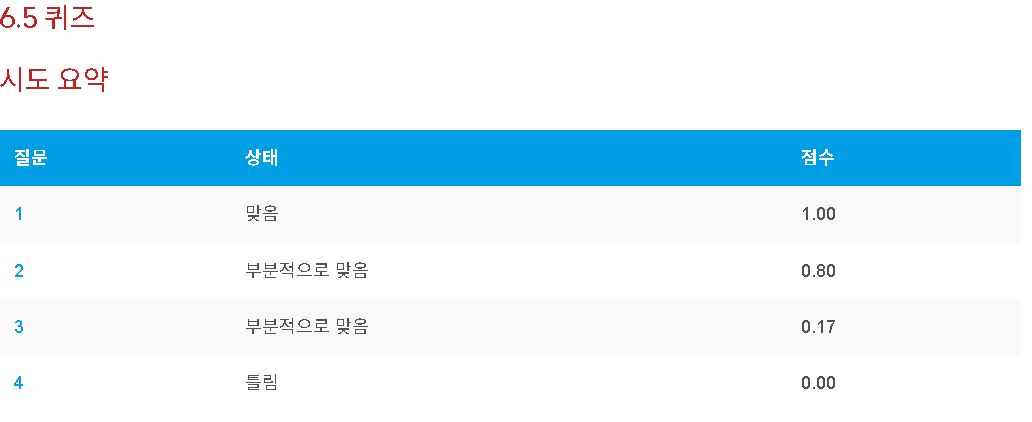 6.5 퀴즈
시도 요약
질문 상태 점수
1 맞음 1.00
2 부분적으로 맞음 0.80
3 부분적으로 맞음 0.17
4 틀림 0.00